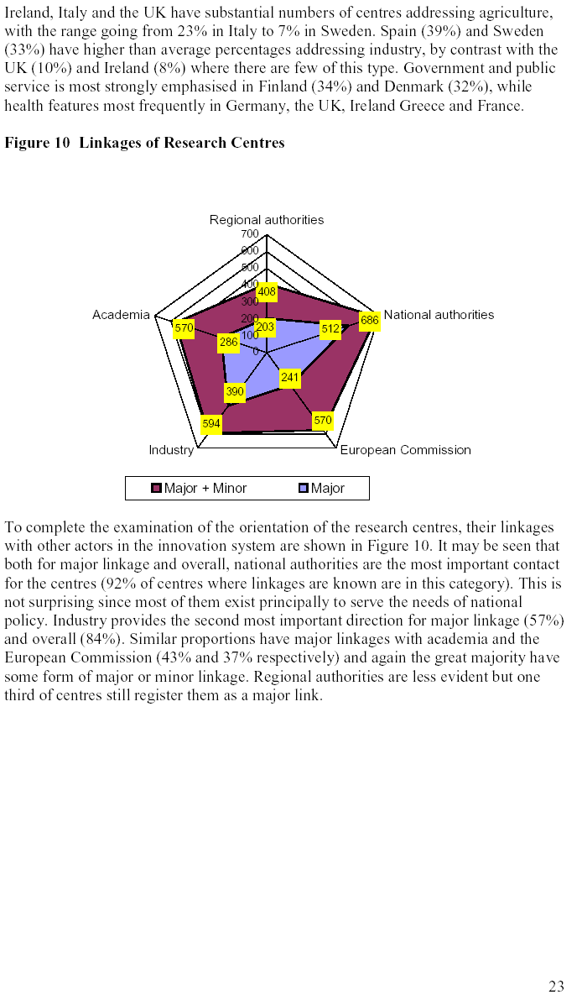 Ireland, Italy and the UK have substantial numbers of centres addressing agriculture,
with the range going from 23% in Italy to 7% in Sweden. Spain (39%) and Sweden
(33%) have higher than average percentages addressing industry, by contrast with the
UK (10%) and Ireland (8%) where there are few of this type. Government and public
service is most strongly emphasised in Finland (34%) and Denmark (32%), while
health features most frequently in Germany, the UK, Ireland Greece and France.
Figure 10 Linkages of Research Centres
Regional authorities
700
600
500
400
408
300
200
203
100
0
Academia
570
286
National authorities
686
512
241
390
594
570
Industry
European Commission
Major + Minor
Major
To complete the examination of the orientation of the research centres, their linkages
with other actors in the innovation system are shown in Figure 10. It may be seen that
both for major linkage and overall, national authorities are the most important contact
for the centres (92% of centres where linkages are known are in this category). This is
not surprising since most of them exist principally to serve the needs of national
policy. Industry provides the second most important direction for major linkage (57%)
and overall (84%). Similar proportions have major linkages with academia and the
European Commission (43% and 37% respectively) and again the great majority have
some form of major or minor linkage. Regional authorities are less evident but one
third of centres still register them as a major link.
23